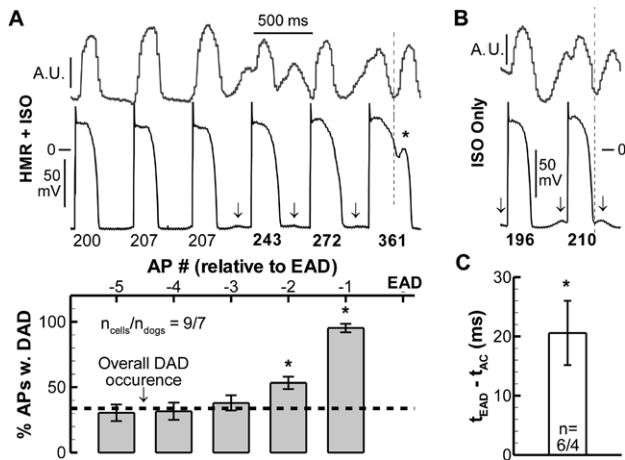 A
500 ms
A.U.
HMR + ISO
0
50
mV
*
200 207 207 243 272 361
AP # (relative to EAD)
-5 -4 -3 -2 -1 EAD
% APs w. DAD
100
50
0
ncells/ndogs = 9/7
Overall DAD
occurence
* *
B
A.U.
ISO Only
50
mV
0
196 210
C
tEAD - tAC (ms)
30
20
10
0
*
n=
6/4